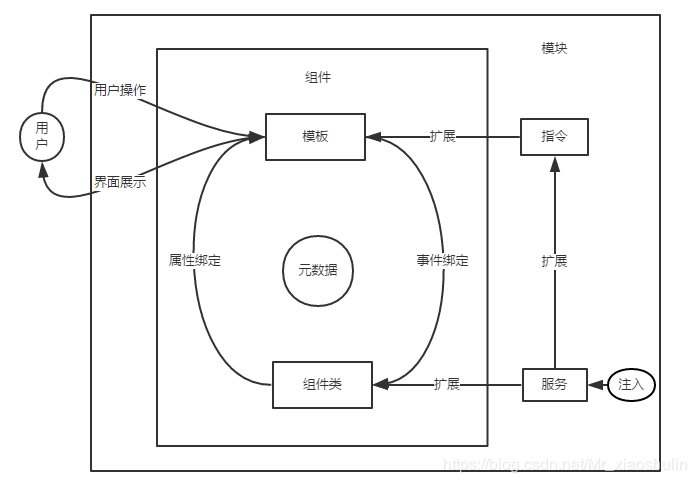 模块
组件
用户操作
用
户
模板
扩展
指令
界面展示
属性绑定
事件绑定
扩展
元数据
组件类
扩展
服务
注入
https://blog.csdn.net/Mr_xiaoshulin